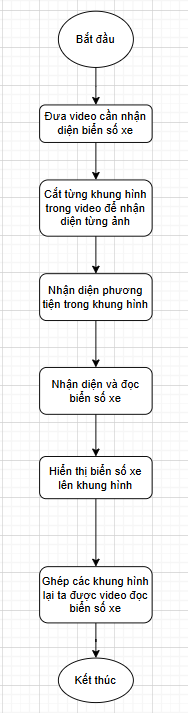 Bắt đầu
Đưa video cần nhận
diện biển số xe
Cắt từng khung hình
trong video để nhận
diện từng ảnh
Nhận diện phương
tiện trong khung hình
Nhận diện và đọc
biển số xe
Hiển thị biển số xe
lên khung hình
Ghép các khung hình
lại ta được video đọc
biển số xe
Kết thúc